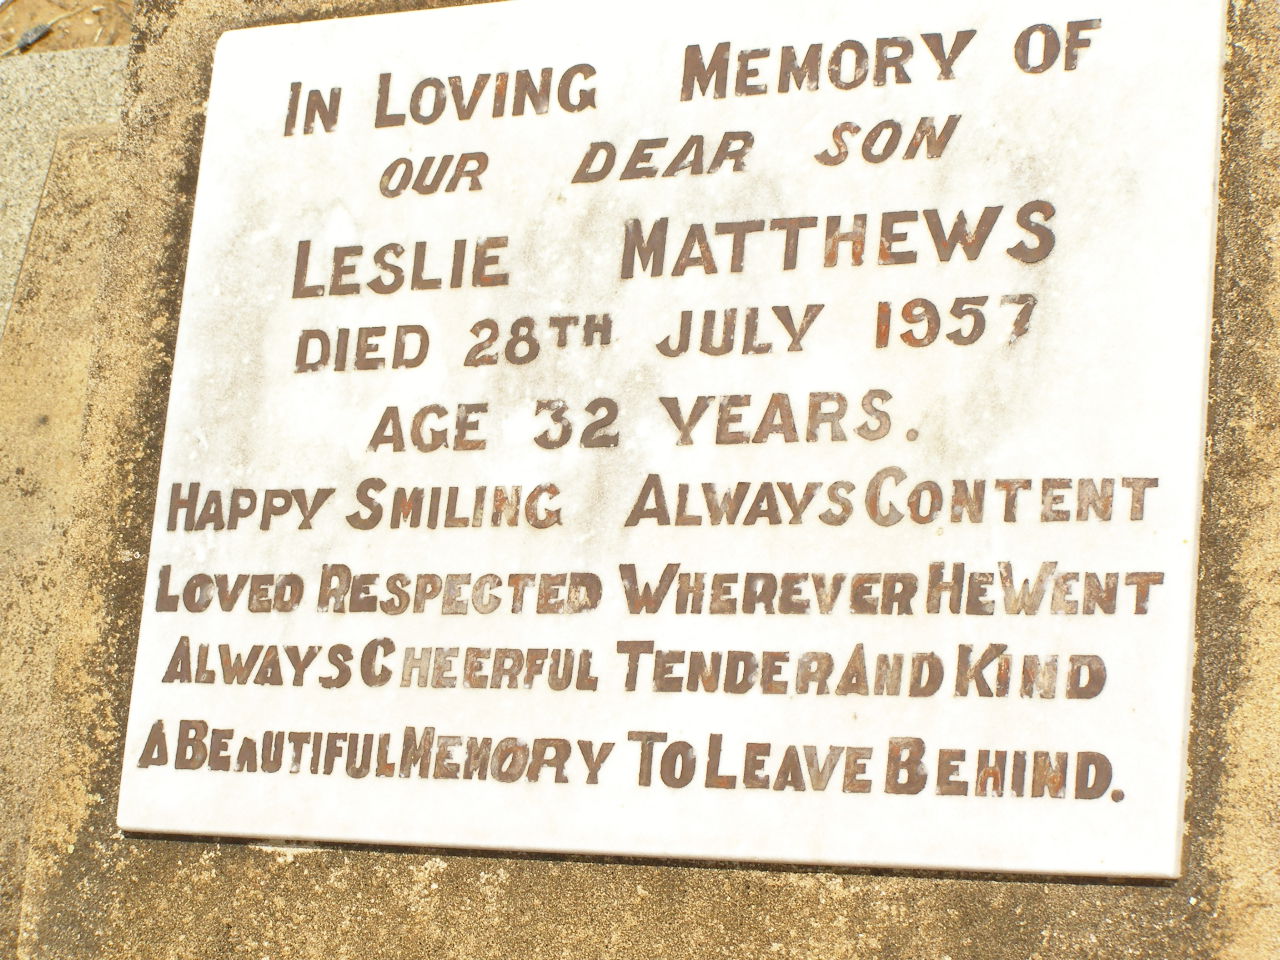 IN LOVING MEMORY OF
OUR DEAR SON
LESLIE MATTHEWS
DIED 28TH JULY 1957
AGE 32 YEARS.
HAPPY SMILING ALWAYS CONTENT
LOVED RESPECTED WHEREVER HE WENT
ALWAYS CHEERFUL TENDER AND KIND
A BEAUTIFUL MEMORY TO LEAVE BEHIND.